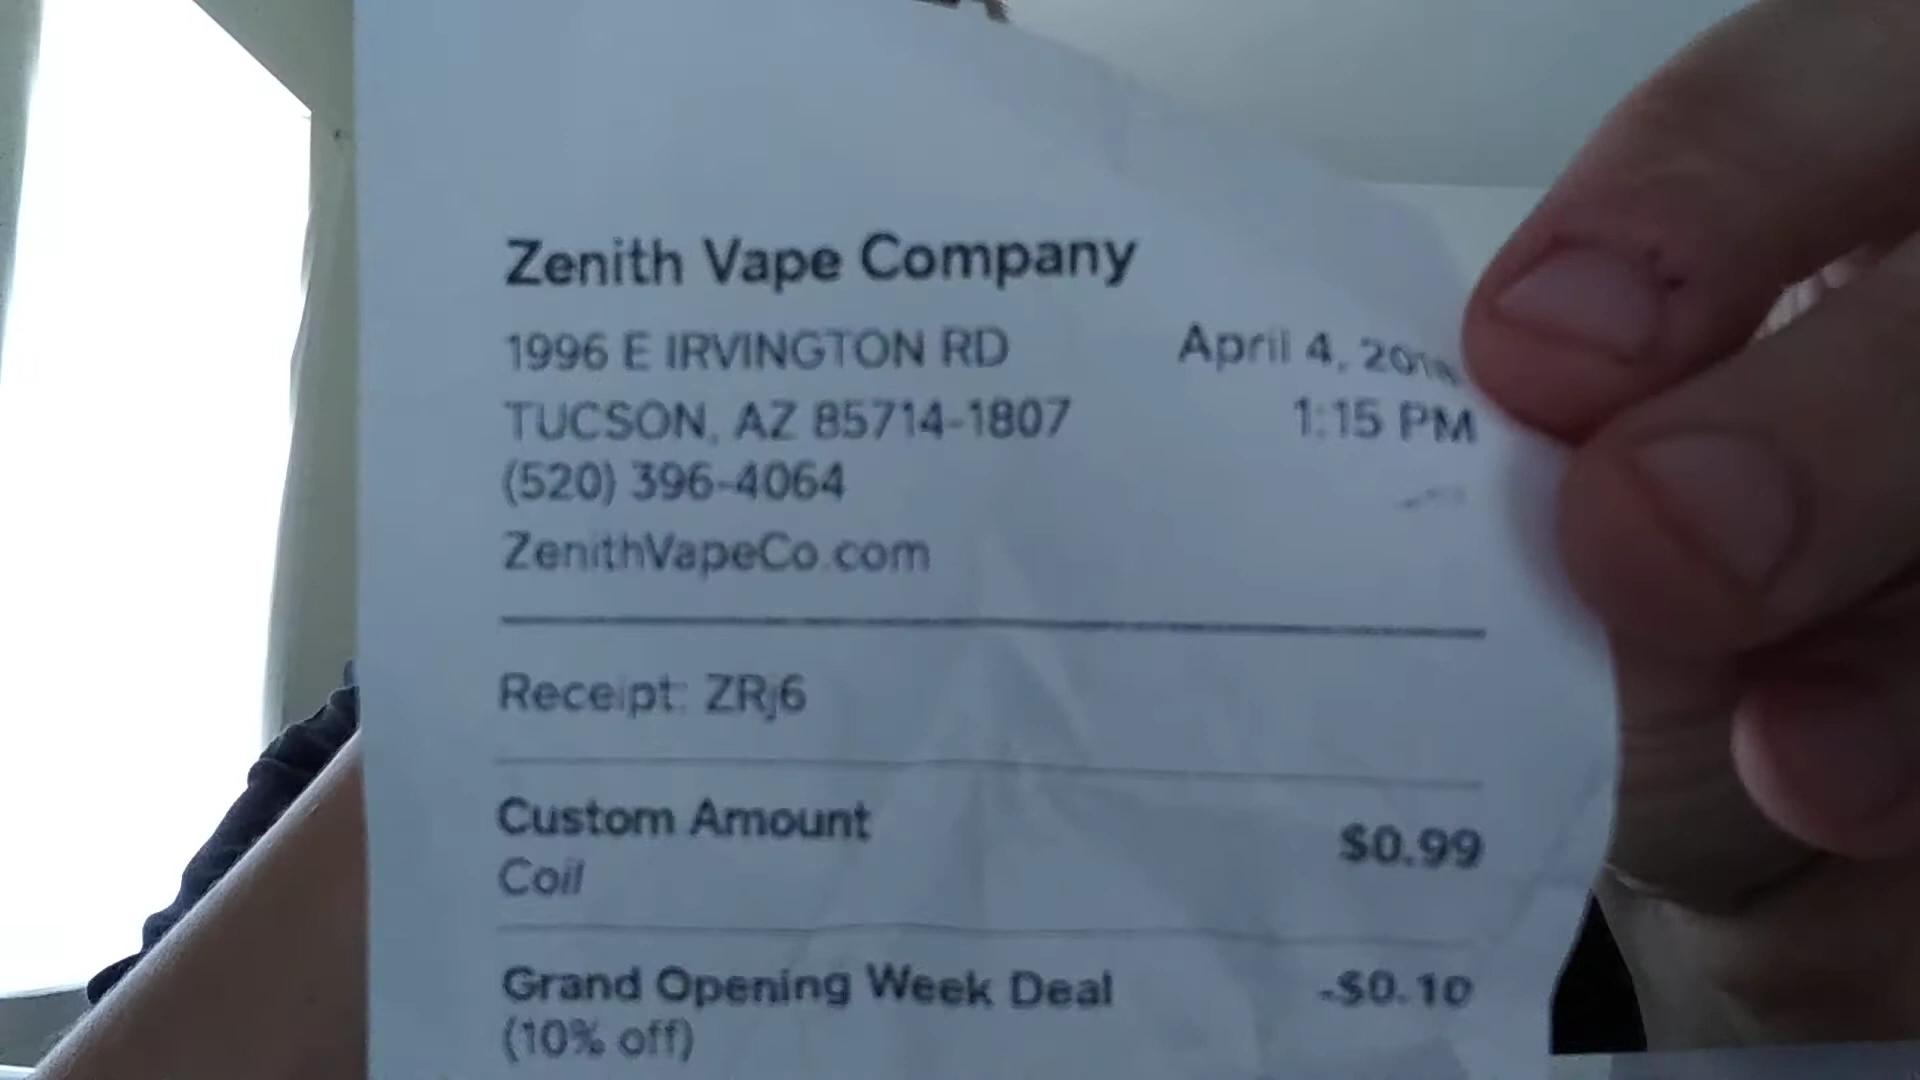 Zenith Vape Company
1996 E IRVINGTON RD
April 4,
TUCSON, AZ 85714-1807
1:15 PM
(520) 396-4064
ZenithVapeCo.com
Receipt: ZRj6
Custom Amount
$0.99
Coil
Grand Opening Week Deal
-$0.10
(10% off)